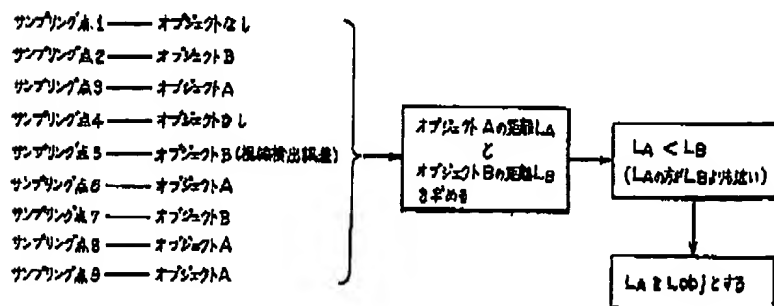 サンプリング点1 オブジェクトなし
サンプリング点2 オブジェクトB
サンプリング点3 オブジェクトA
サンプリング点4 オブジェクトなし
サンプリング点5 オブジェクトB(視線検出誤差)
サンプリング点6 オブジェクトA
サンプリング点7 オブジェクトB
サンプリング点8 オブジェクトA
サンプリング点9 オブジェクトA
オブジェクトAの距離LA
と
オブジェクトBの距離LB
を求める
LA < LB
(LAの方がLBよりも近い)
LAをLobjとする